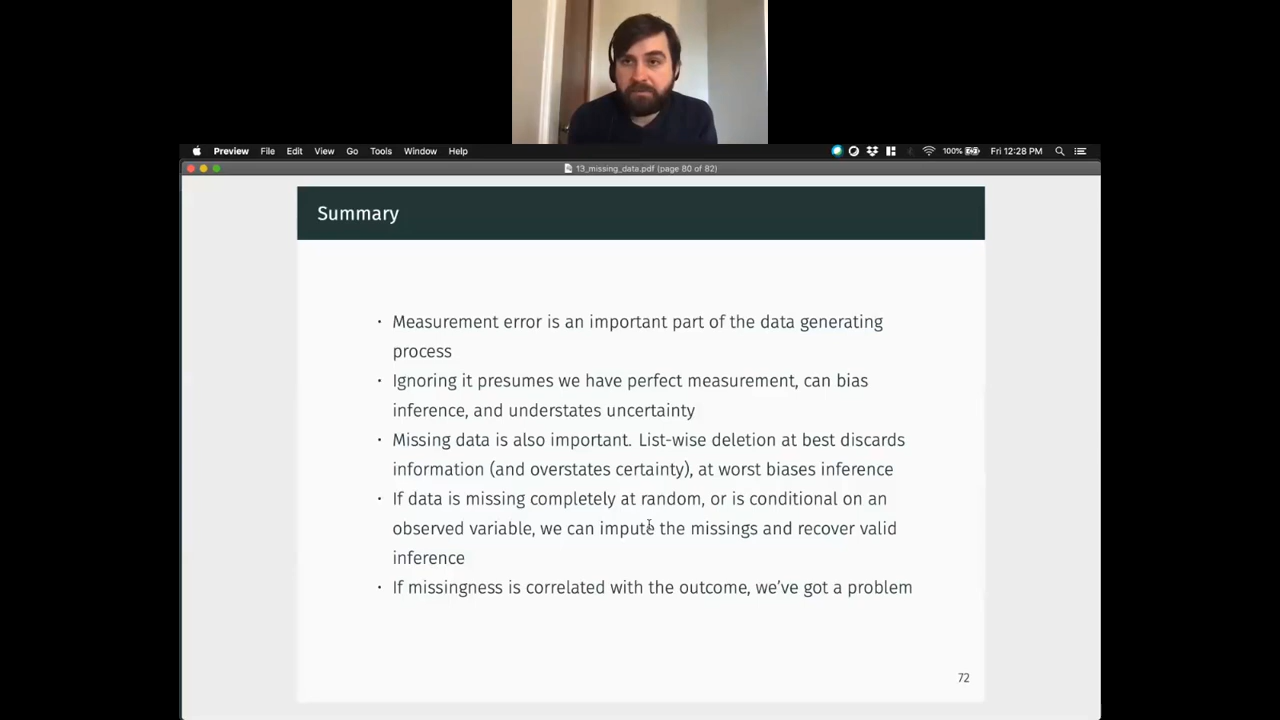 Preview File Edit View Go Tools Window Help 100% Fri 12:28 PM
13_missing_data.pdf (page 80 of 82)
Summary
• Measurement error is an important part of the data generating
process
• Ignoring it presumes we have perfect measurement, can bias
inference, and understates uncertainty
• Missing data is also important. List-wise deletion at best discards
information (and overstates certainty), at worst biases inference
• If data is missing completely at random, or is conditional on an
observed variable, we can impute the missings and recover valid
inference
• If missingness is correlated with the outcome, we've got a problem
72